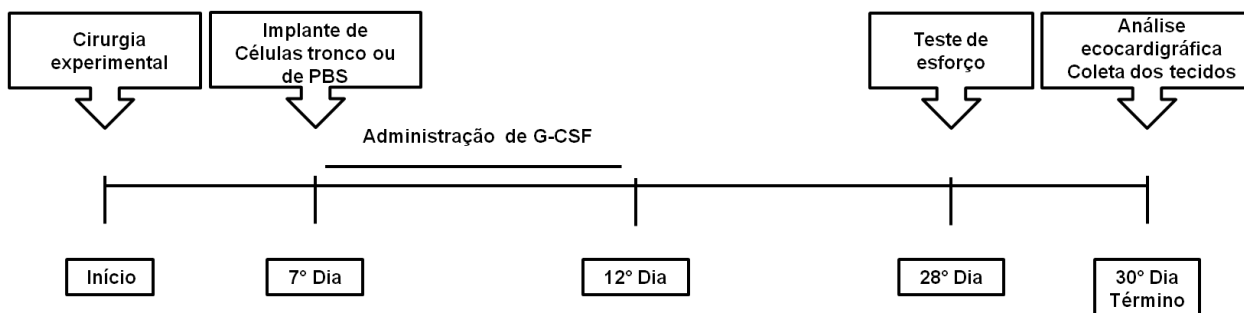 Cirurgia
experimental
Implante de
Células tronco ou
de PBS
Teste de
esforço
Análise
ecocardigráfica
Coleta dos tecidos
Administração de G-CSF
Início
7° Dia
12° Dia
28° Dia
30° Dia
Término